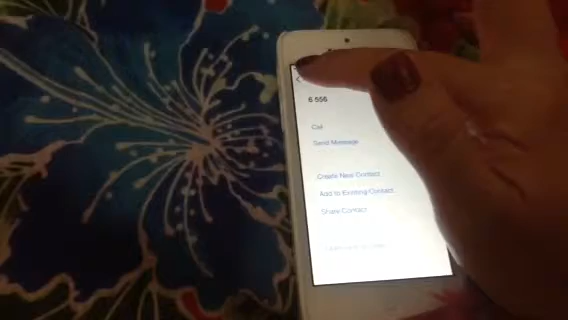 6 556
Call
Send Message
Create New Contact
Add to Existing Contact
Share Contact